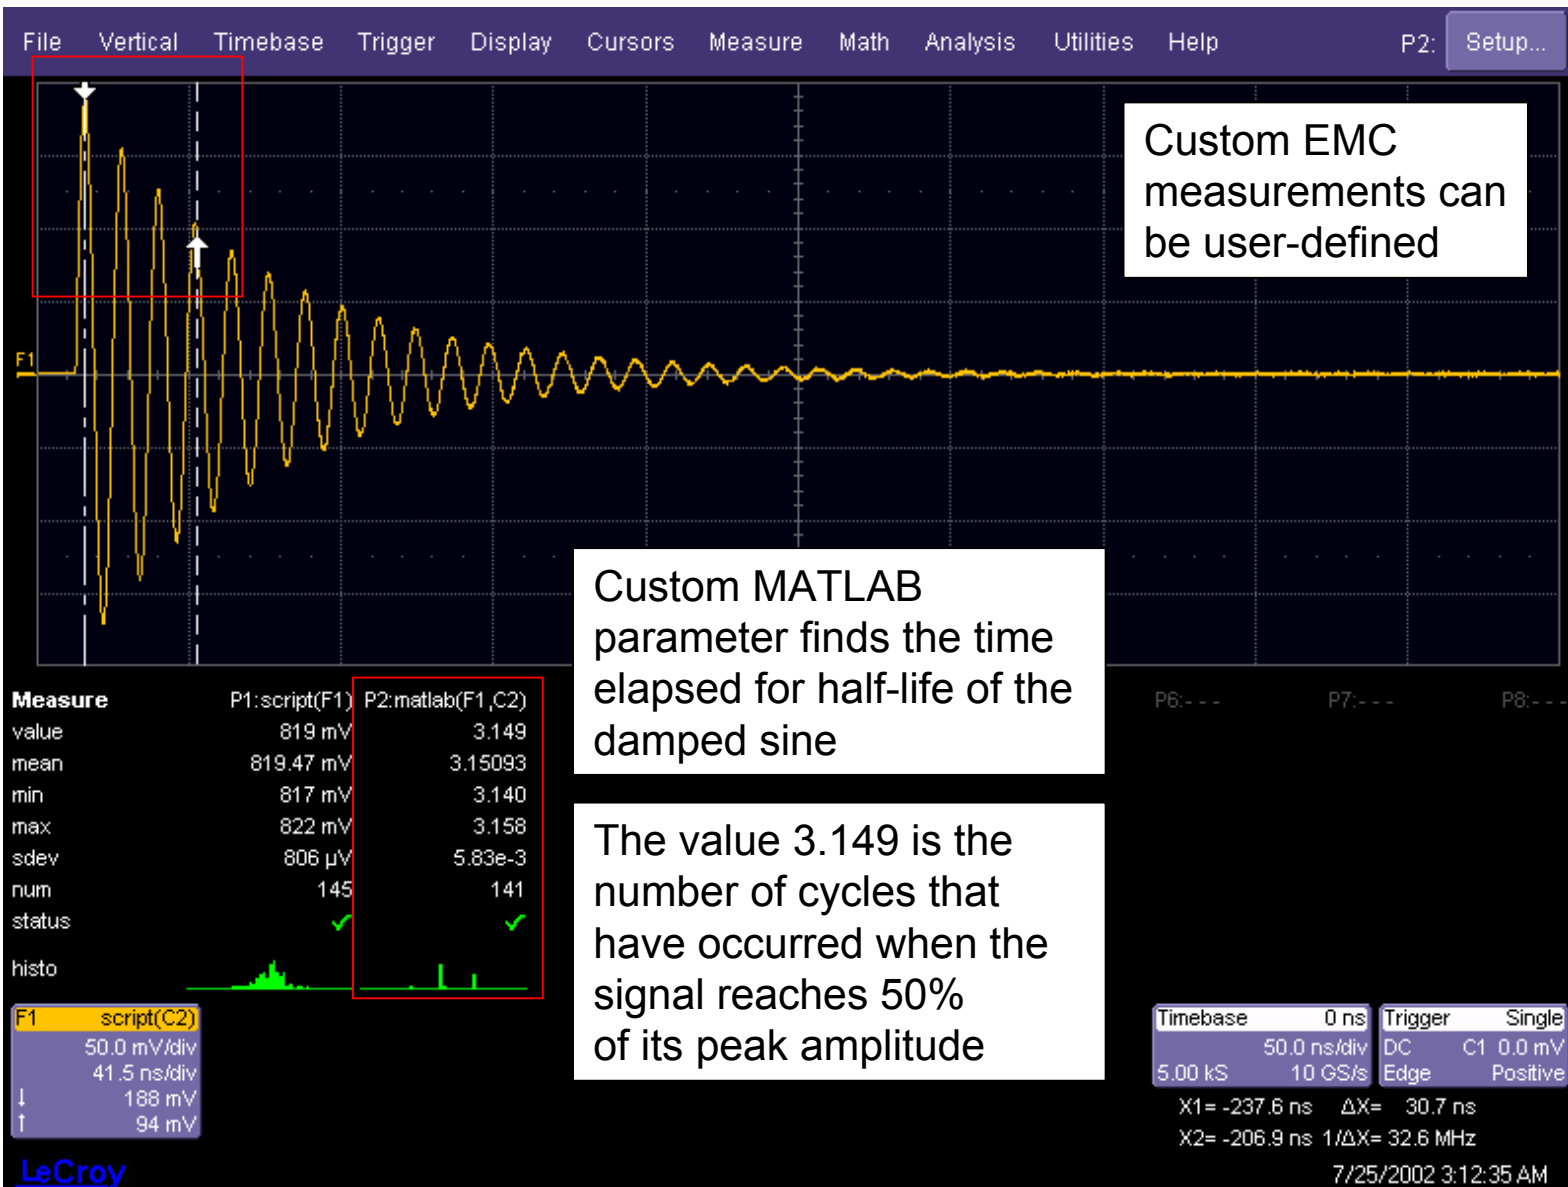 File Vertical Timebase Trigger Display Cursors Measure Math Analysis Utilities Help P2: Setup...
Custom EMC
measurements can
be user-defined
F1
Custom MATLAB
parameter finds the time
elapsed for half-life of the
damped sine
Measure P1:script(F1) P2:matlab(F1,C2) P6:- - - P7:- - - P8:- - -
value 819 mV 3.149
mean 819.47 mV 3.15093
min 817 mV 3.140
max 822 mV 3.158
sdev 806 µV 5.83e-3
num 145 141
status
histo
The value 3.149 is the
number of cycles that
have occurred when the
signal reaches 50%
of its peak amplitude
F1 script(C2)
50.0 mV/div
41.5 ns/div
↓ 188 mV
↑ 94 mV
Timebase 0 ns
50.0 ns/div
5.00 kS 10 GS/s
Trigger Single
DC C1 0.0 mV
Edge Positive
X1= -237.6 ns ΔX= 30.7 ns
X2= -206.9 ns 1/ΔX= 32.6 MHz
LeCroy
7/25/2002 3:12:35 AM